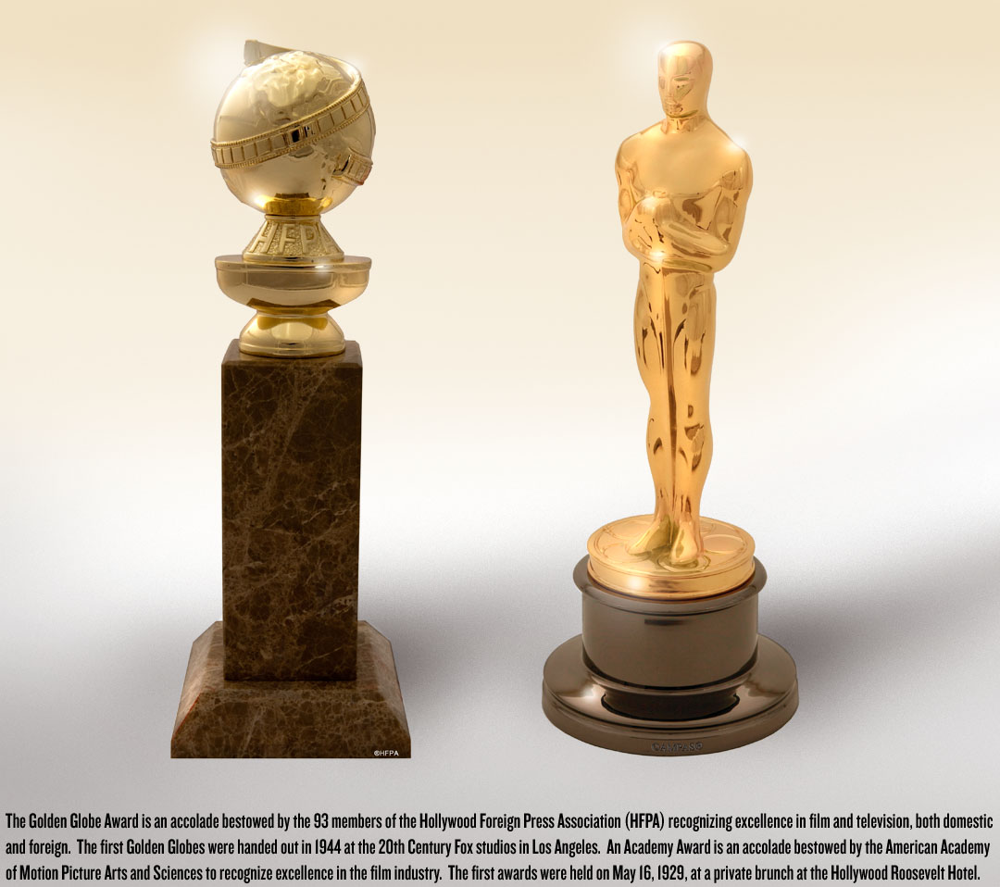 HFPA
©HFPA
©AMPAS®
The Golden Globe Award is an accolade bestowed by the 93 members of the Hollywood Foreign Press Association (HFPA) recognizing excellence in film and television, both domestic
and foreign. The first Golden Globes were handed out in 1944 at the 20th Century Fox studios in Los Angeles. An Academy Award is an accolade bestowed by the American Academy
of Motion Picture Arts and Sciences to recognize excellence in the film industry. The first awards were held on May 16, 1929, at a private brunch at the Hollywood Roosevelt Hotel.